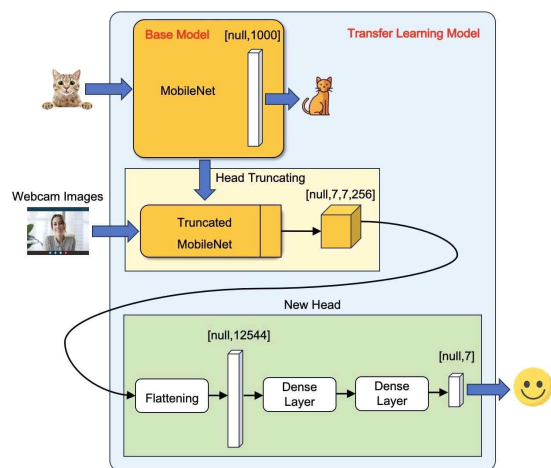 Base Model
Transfer Learning Model
[null,1000]
MobileNet
Head Truncating
Webcam Images
[null,7,7,256]
Truncated
MobileNet
New Head
[null,12544]
[null,7]
Flattening
Dense
Layer
Dense
Layer